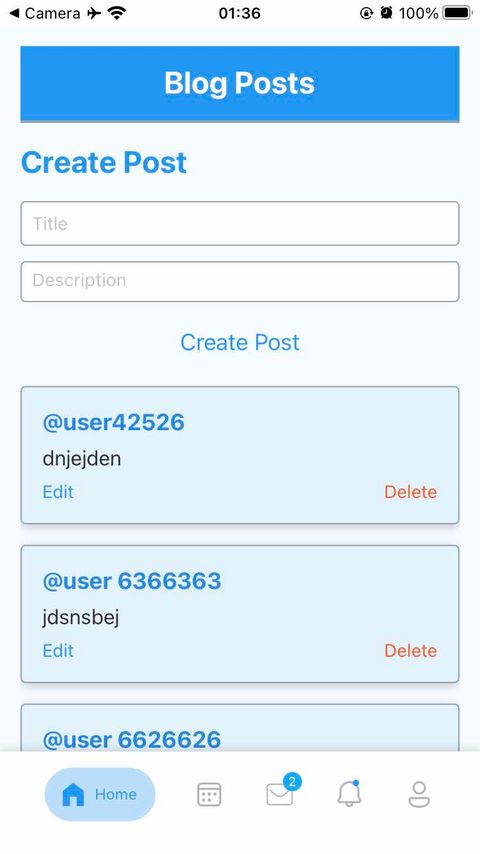 Camera
01:36
100%
Blog Posts
Create Post
Title
Description
Create Post
@user42526
dnjejden
Edit
Delete
@user 6366363
jdsnsbej
Edit
Delete
@user 6626626
Home
2